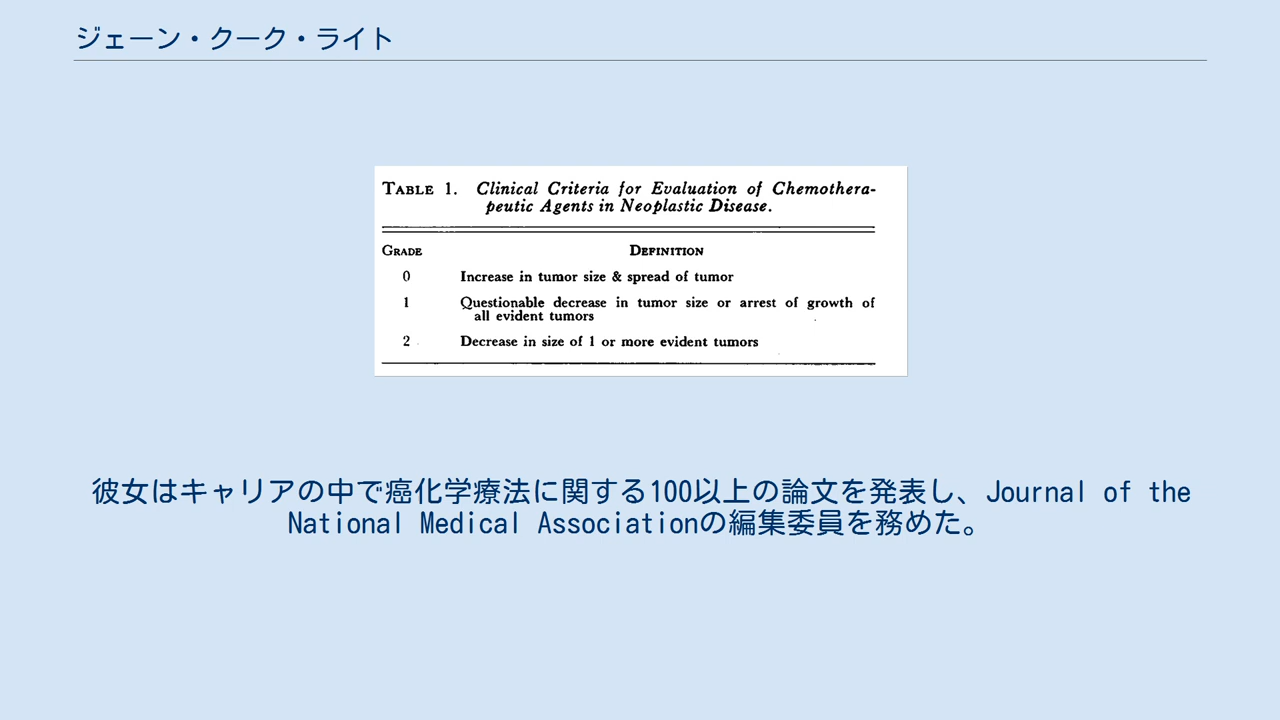 ジェーン・クーク・ライト
TABLE 1. Clinical Criteria for Evaluation of Chemothera-
peutic Agents in Neoplastic Disease.
GRADE DEFINITION
0 Increase in tumor size & spread of tumor
1 Questionable decrease in tumor size or arrest of growth of
all evident tumors
2 Decrease in size of 1 or more evident tumors
彼女はキャリアの中で癌化学療法に関する100以上の論文を発表し、Journal of the
National Medical Associationの編集委員を務めた。